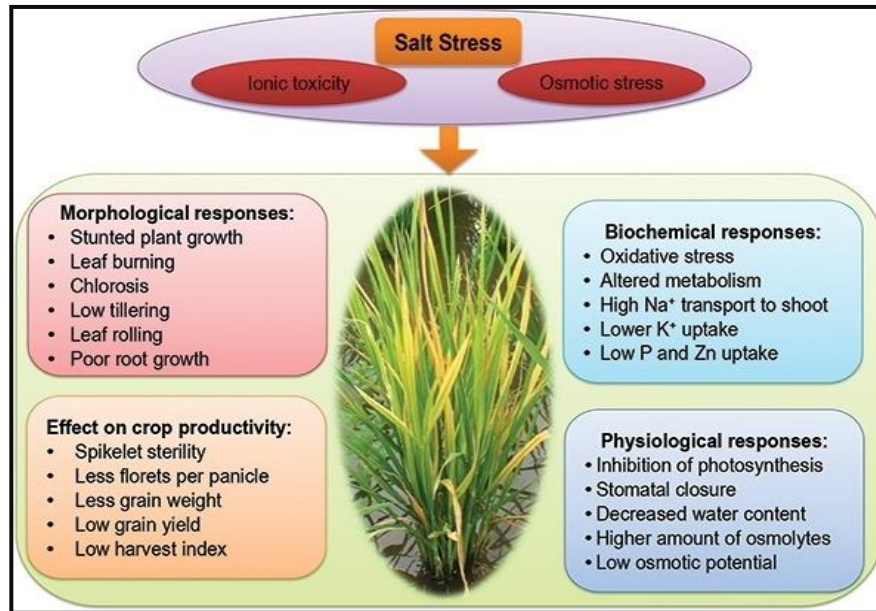 Salt Stress
Ionic toxicity
Osmotic stress
Morphological responses:
• Stunted plant growth
• Leaf burning
• Chlorosis
• Low tillering
• Leaf rolling
• Poor root growth
Biochemical responses:
• Oxidative stress
• Altered metabolism
• High Na⁺ transport to shoot
• Lower K⁺ uptake
• Low P and Zn uptake
Effect on crop productivity:
• Spikelet sterility
• Less florets per panicle
• Less grain weight
• Low grain yield
• Low harvest index
Physiological responses:
• Inhibition of photosynthesis
• Stomatal closure
• Decreased water content
• Higher amount of osmolytes
• Low osmotic potential